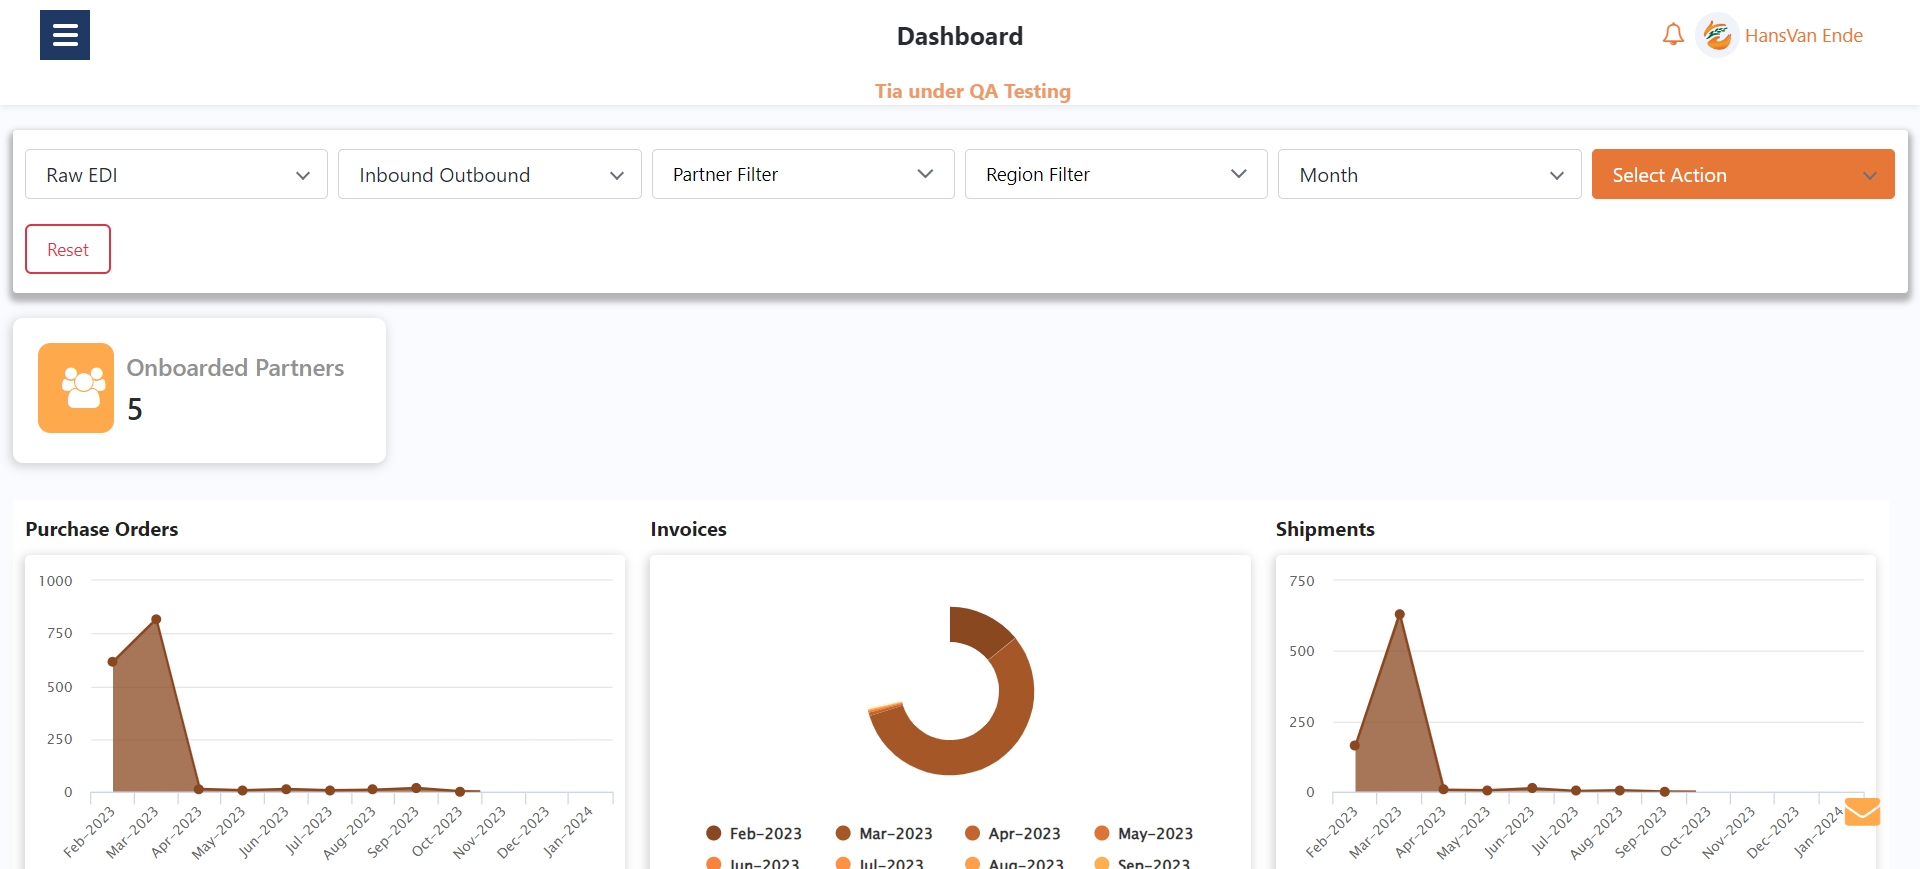 Dashboard
HansVan Ende
Tia under QA Testing
Raw EDI
Inbound Outbound
Partner Filter
Region Filter
Month
Select Action
Reset
Onboarded Partners
5
Purchase Orders
1000
750
500
250
0
Feb-2023
Mar-2023
Apr-2023
May-2023
Jun-2023
Jul-2023
Aug-2023
Sep-2023
Oct-2023
Nov-2023
Dec-2023
Jan-2024
Invoices
Feb-2023
Mar-2023
Apr-2023
May-2023
Jun-2023
Jul-2023
Aug-2023
Sep-2023
Shipments
750
500
250
0
Feb-2023
Mar-2023
Apr-2023
May-2023
Jun-2023
Jul-2023
Aug-2023
Sep-2023
Oct-2023
Nov-2023
Dec-2023
Jan-2024